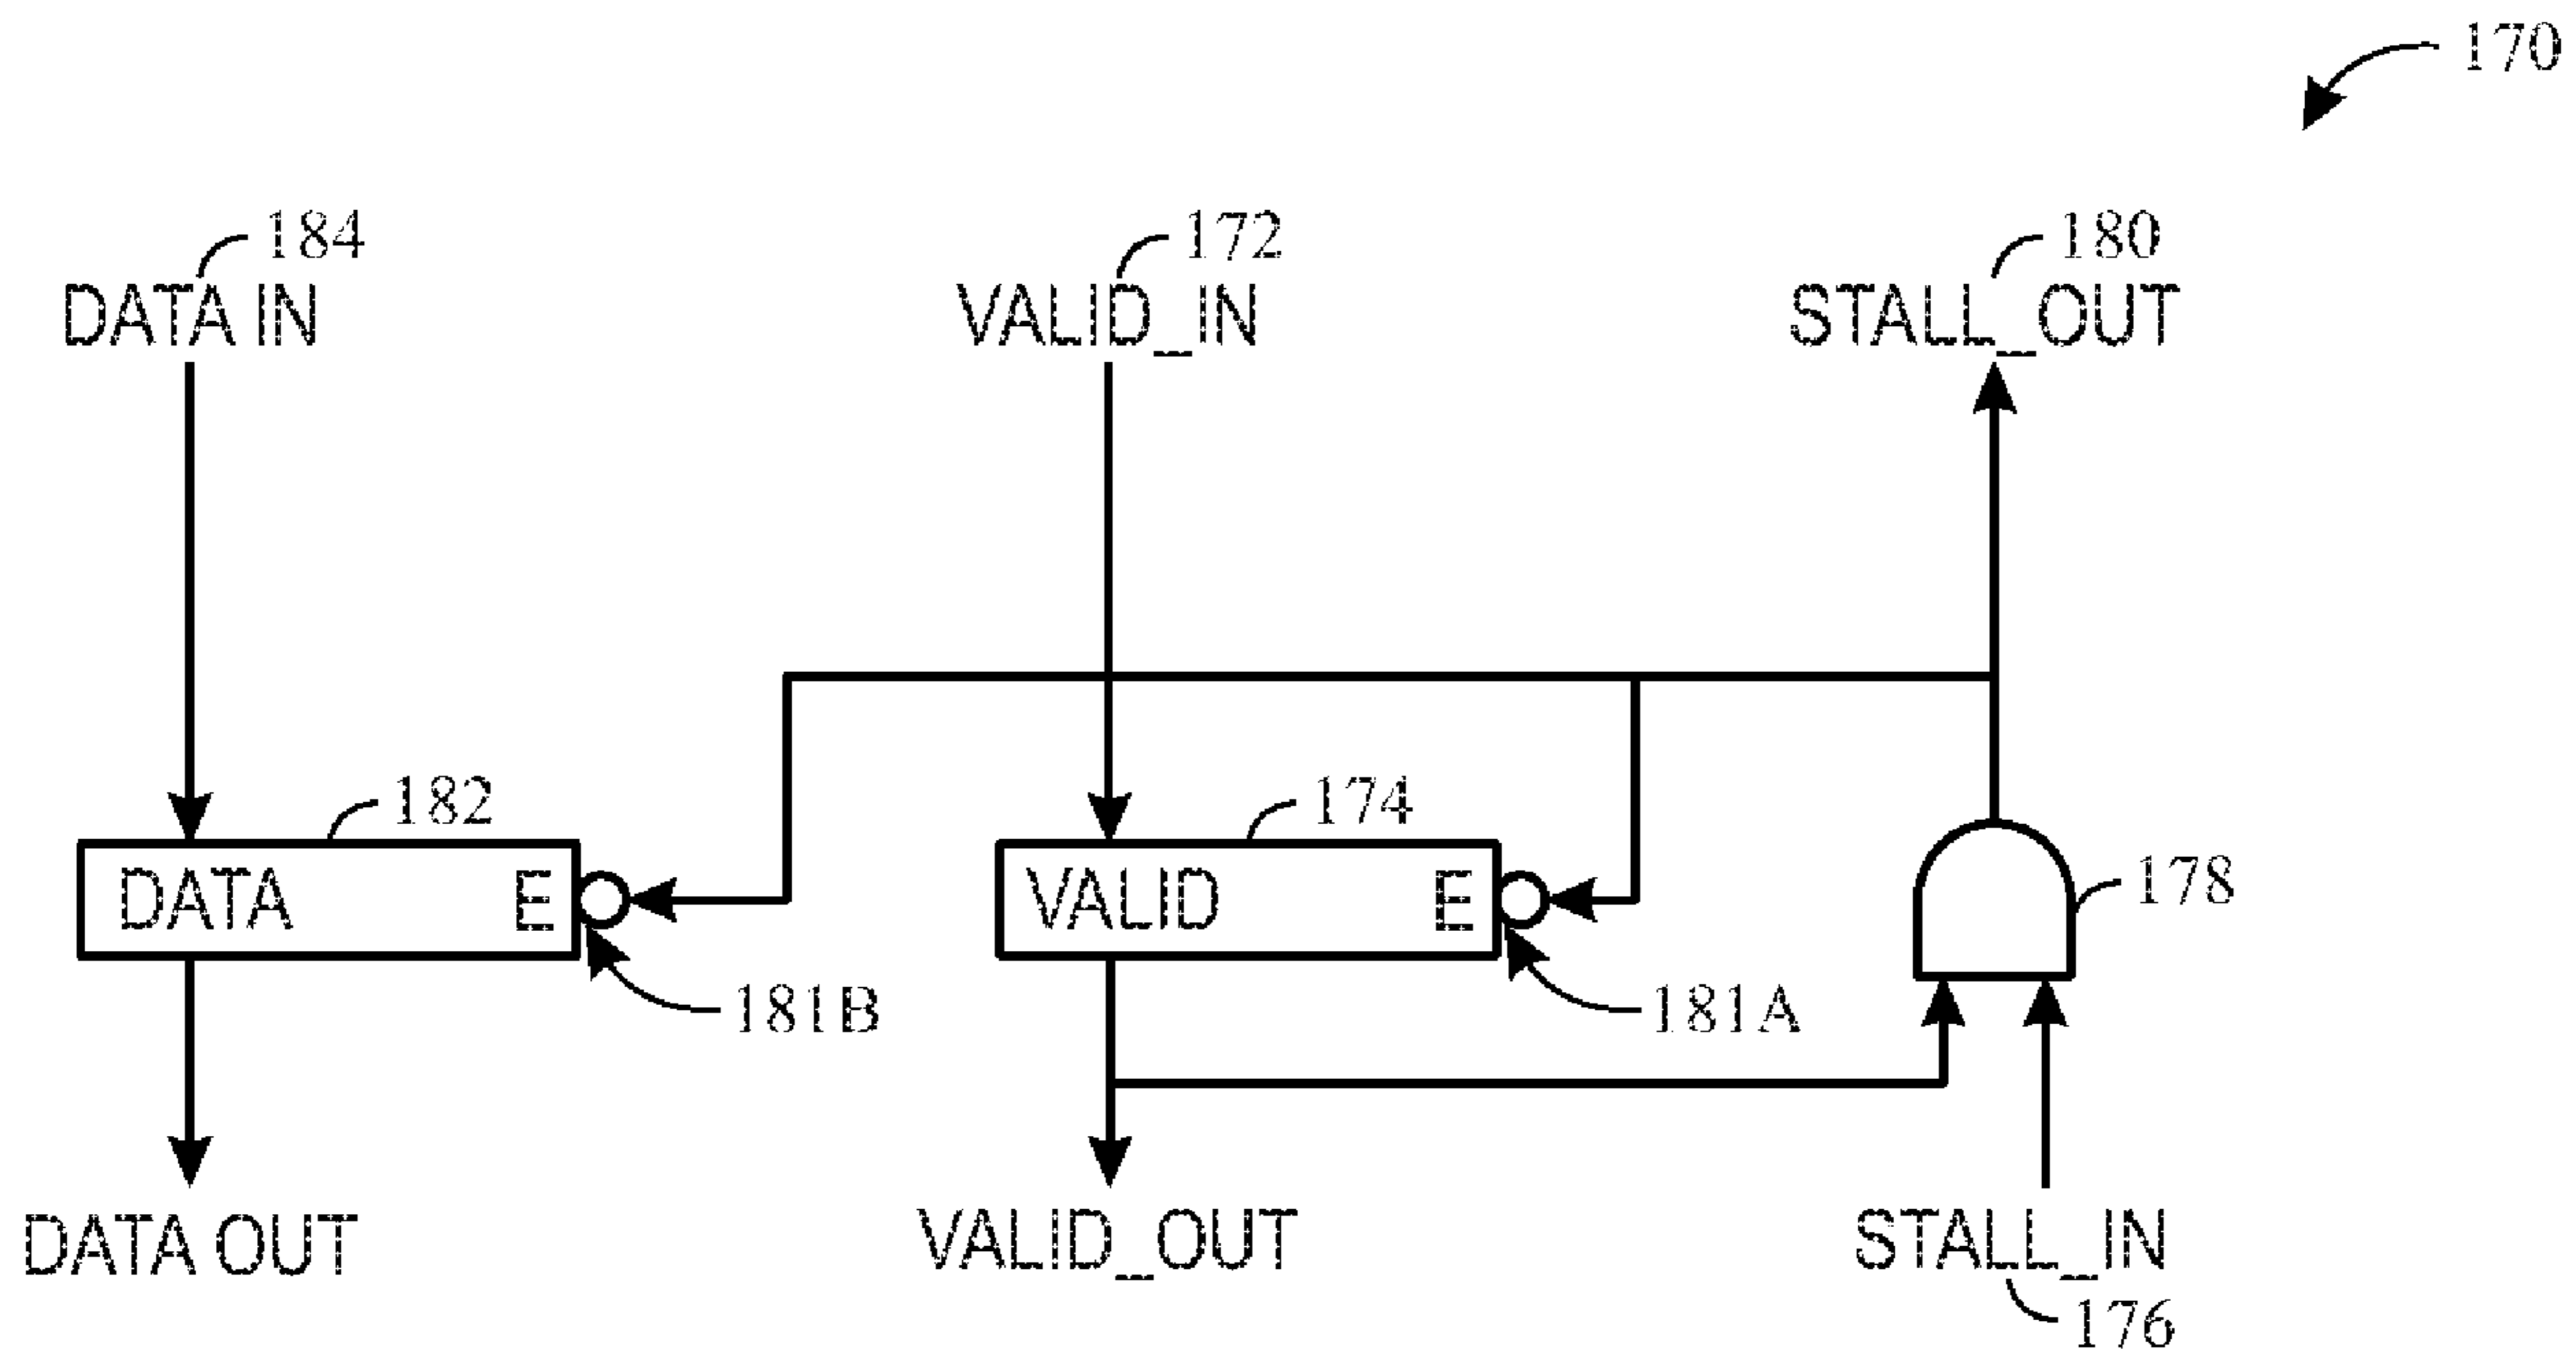 170
184
172
180
DATA IN
VALID_IN
STALL_OUT
182
174
DATA E
VALID E
178
181B
181A
DATA OUT
VALID_OUT
STALL_IN
176